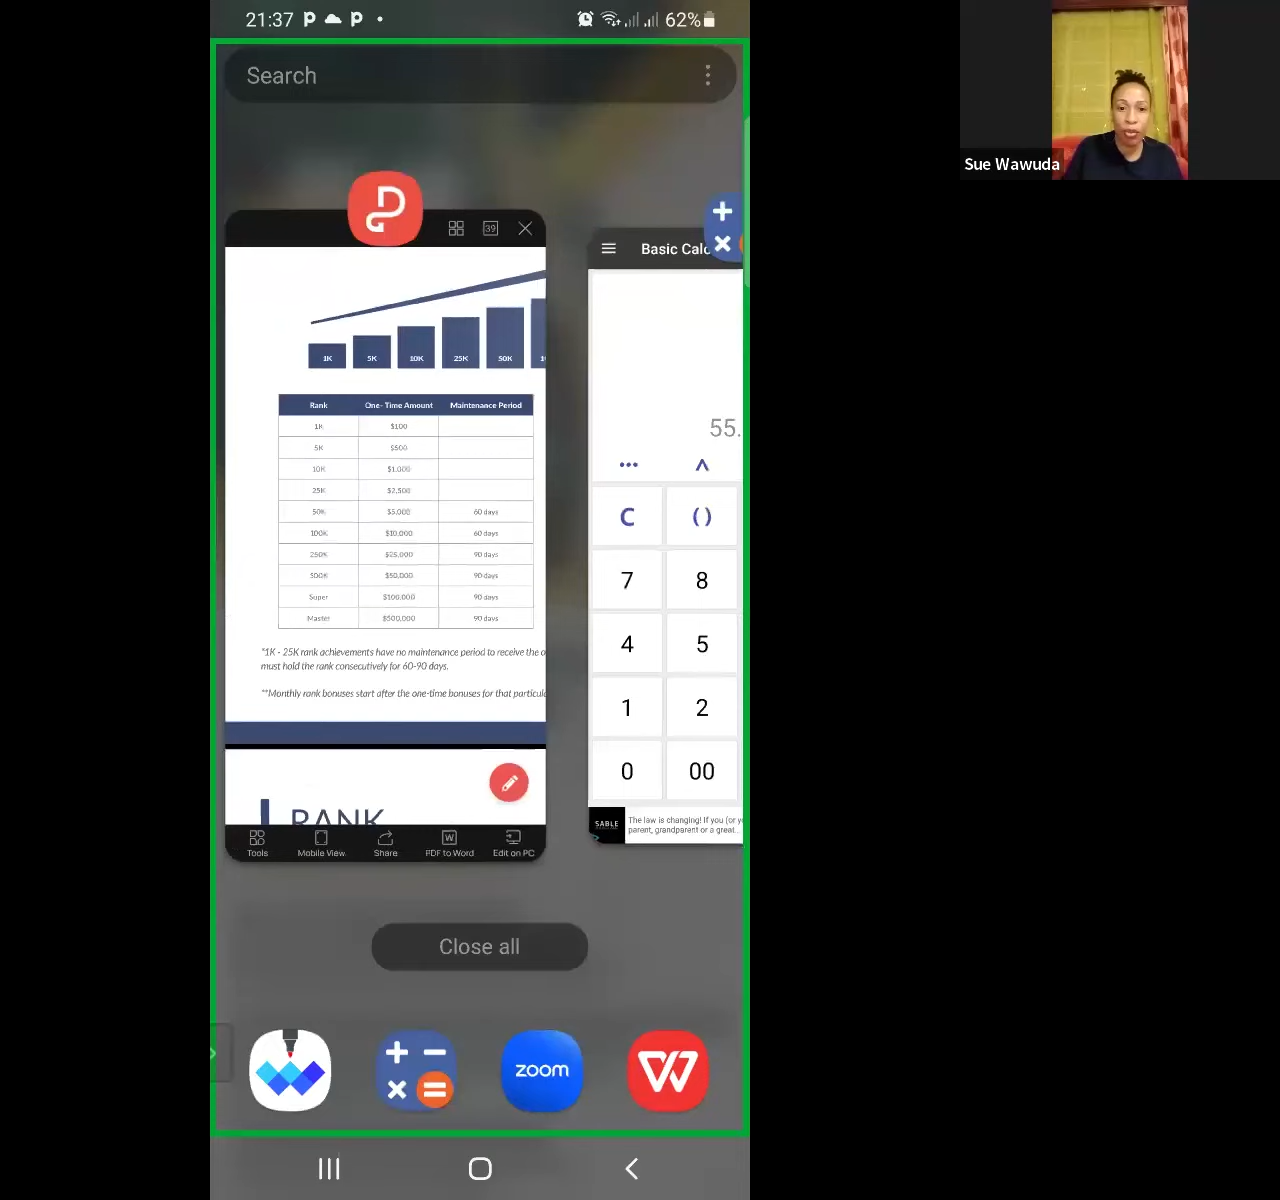 21:37
62%
Search
Sue Wawuda
39
1K 5K 10K 25K 50K
Rank One- Time Amount Maintenance Period
1K $100
5K $500
10K $1,000
25K $2,500
50K $5,000 60 days
100K $10,000 60 days
250K $25,000 90 days
500K $50,000 90 days
Super $100,000 90 days
Master $500,000 90 days
*1K - 25K rank achievements have no maintenance period to receive the
must hold the rank consecutively for 60-90 days.
**Monthly rank bonuses start after the one-time bonuses for that
RANK
Tools Mobile View Share PDF to Word Edit on PC
Basic
55.
C ()
7 8
4 5
1 2
0 00
SABLE
The law is changing! If you (or
parent, grandparent or a great...
Close all
zoom